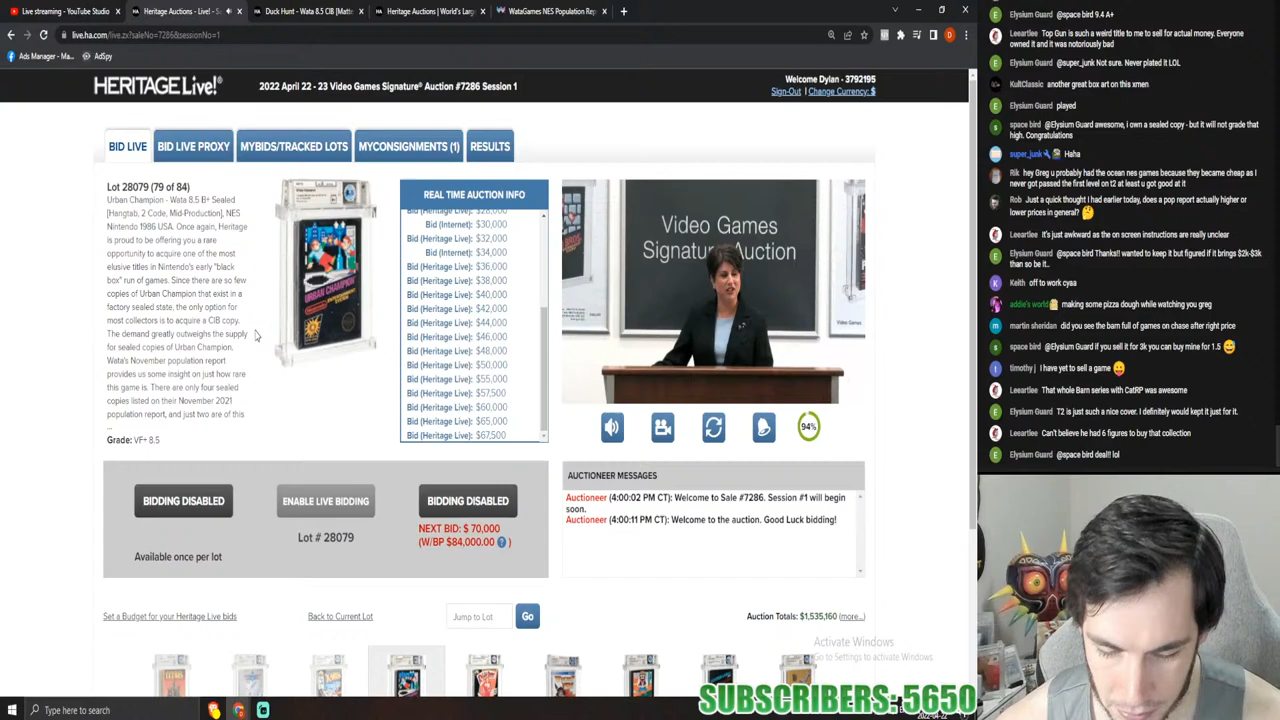 Live streaming - YouTube Studio
Heritage Auctions - Live! - S
Duck Hunt - Wata 8.5 CIB [Matte
Heritage Auctions | World's Larg
WataGames NES Population Rep
live.ha.com/live.zx?saleNo=7286&sessionNo=1
Ads Manager - Ma...
AdSpy
HERITAGE Live!®
2022 April 22 - 23 Video Games Signature® Auction #7286 Session 1
Welcome Dylan - 3792195
Sign-Out | Change Currency: $
BID LIVE
BID LIVE PROXY
MYBIDS/TRACKED LOTS
MYCONSIGNMENTS (1)
RESULTS
Lot 28079 (79 of 84)
Urban Champion - Wata 8.5 B+ Sealed
[Hangtab, 2 Code, Mid-Production], NES
Nintendo 1986 USA. Once again, Heritage
is proud to be offering you a rare
opportunity to acquire one of the most
elusive titles in Nintendo's early "black
box" run of games. Since there are so few
copies of Urban Champion that exist in a
factory sealed state, the only option for
most collectors is to acquire a CIB copy.
The demand greatly outweighs the supply
for sealed copies of Urban Champion.
Wata's November population report
provides us some insight on just how rare
this game is. There are only four sealed
copies listed on their November 2021
population report, and just two are of this
...
Grade: VF+ 8.5
URBAN CHAMPION
REAL TIME AUCTION INFO
Bid (Heritage Live): $28,000
Bid (Internet): $30,000
Bid (Heritage Live): $32,000
Bid (Internet): $34,000
Bid (Heritage Live): $36,000
Bid (Heritage Live): $38,000
Bid (Heritage Live): $40,000
Bid (Heritage Live): $42,000
Bid (Heritage Live): $44,000
Bid (Heritage Live): $46,000
Bid (Heritage Live): $48,000
Bid (Heritage Live): $50,000
Bid (Heritage Live): $55,000
Bid (Heritage Live): $57,500
Bid (Heritage Live): $60,000
Bid (Heritage Live): $65,000
Bid (Heritage Live): $67,500
Video Games
Signature Auction
94%
BIDDING DISABLED
Available once per lot
ENABLE LIVE BIDDING
Lot # 28079
BIDDING DISABLED
NEXT BID: $ 70,000
(W/BP $84,000.00 ? )
AUCTIONEER MESSAGES
Auctioneer (4:00:02 PM CT): Welcome to Sale #7286. Session #1 will begin
soon.
Auctioneer (4:00:11 PM CT): Welcome to the auction. Good Luck bidding!
Set a Budget for your Heritage Live bids
Back to Current Lot
Jump to Lot
Go
Auction Totals: $1,535,160 (more...)
Activate Windows
Go to Settings to activate Windows.
Type here to search
SUBSCRIBERS: 5650
Elysium Guard @space bird 9.4 A+
Leeartlee Top Gun is such a weird title to me to sell for actual money. Everyone
owned it and it was notoriously bad
Elysium Guard @super_junk Not sure. Never plated it LOL
KultClassic another great box art on this xmen
Elysium Guard played
space bird @Elysium Guard awesome, i own a sealed copy - but it will not grade that
high. Congratulations
super_junk Haha
Rik hey Greg u probably had the ocean nes games because they became cheap as I
never got passed the first level on t2 at least u got good at it
Rob Just a quick thought I had earlier today, does a pop report actually higher or
lower prices in general?
Leeartlee It's just awkward as the on screen instructions are really unclear
Elysium Guard @space bird Thanks!! wanted to keep it but figured if it brings $2k-$3k
than so be it..
Keith off to work cyaa
addie's world making some pizza dough while watching you greg
martin sheridan did you see the barn full of games on chase after right price
space bird @Elysium Guard if you sell it for 3k you can buy mine for 1.5
timothy j I have yet to sell a game
Leeartlee That whole Barn series with CatRP was awesome
Elysium Guard T2 is just such a nice cover. I definitely would kept it just for it.
Leeartlee Can't believe he had 6 figures to buy that collection
Elysium Guard @space bird deal!! lol